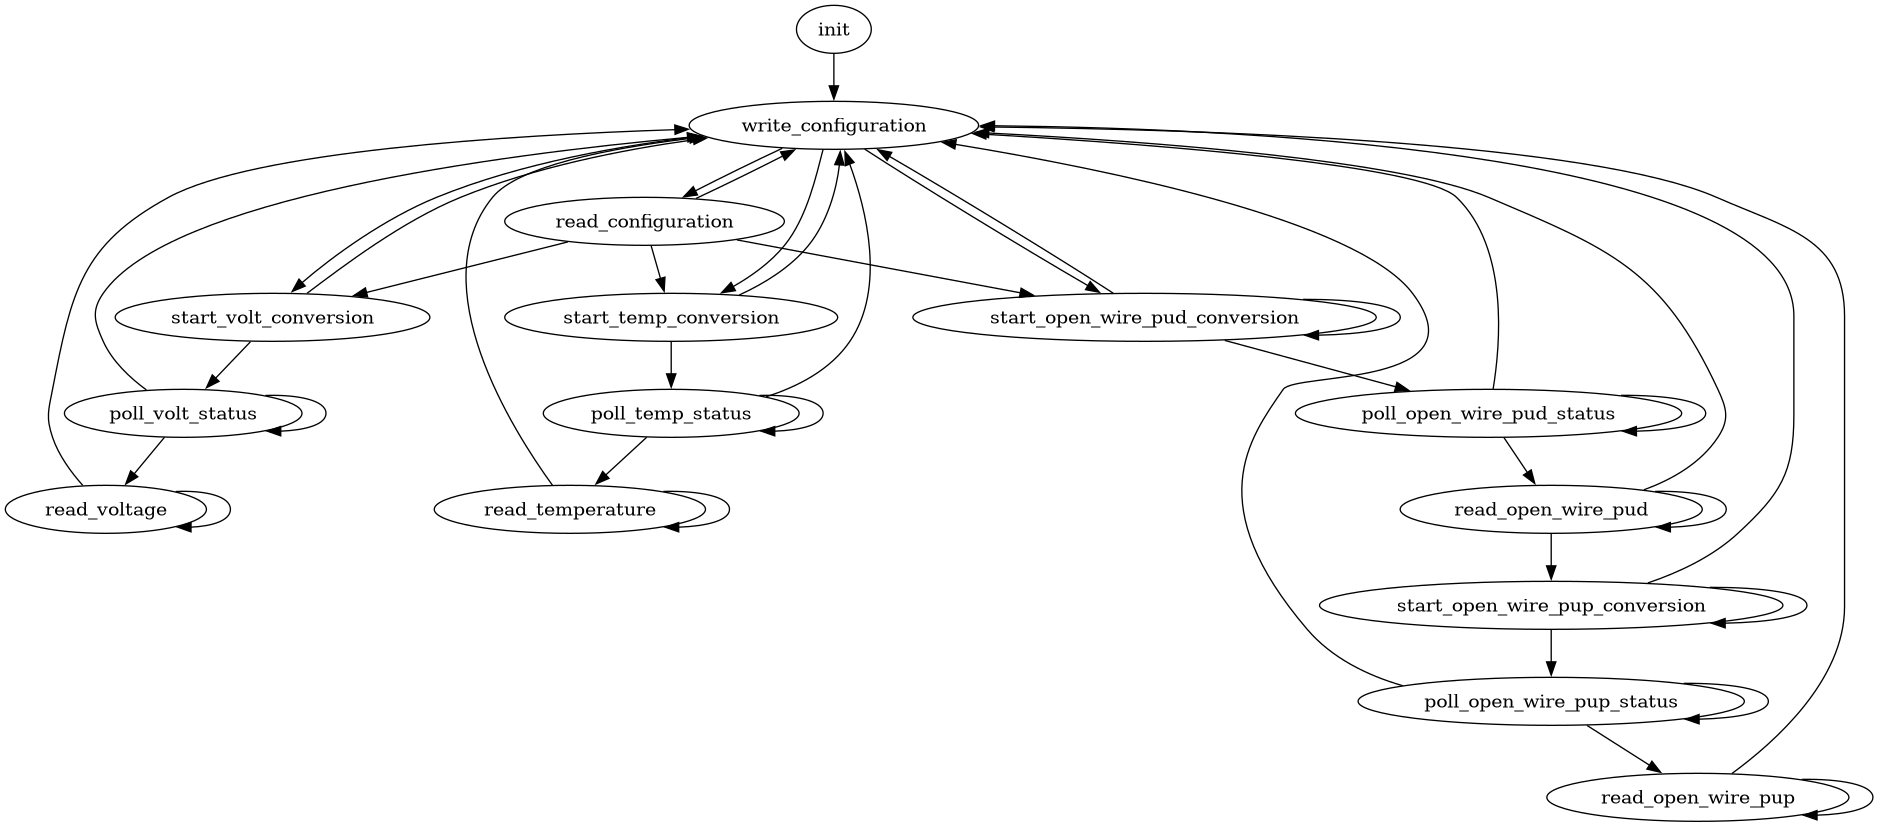 init
write_configuration
read_configuration
start_volt_conversion
start_temp_conversion
start_open_wire_pud_conversion
poll_volt_status
poll_temp_status
poll_open_wire_pud_status
read_voltage
read_temperature
read_open_wire_pud
start_open_wire_pup_conversion
poll_open_wire_pup_status
read_open_wire_pup